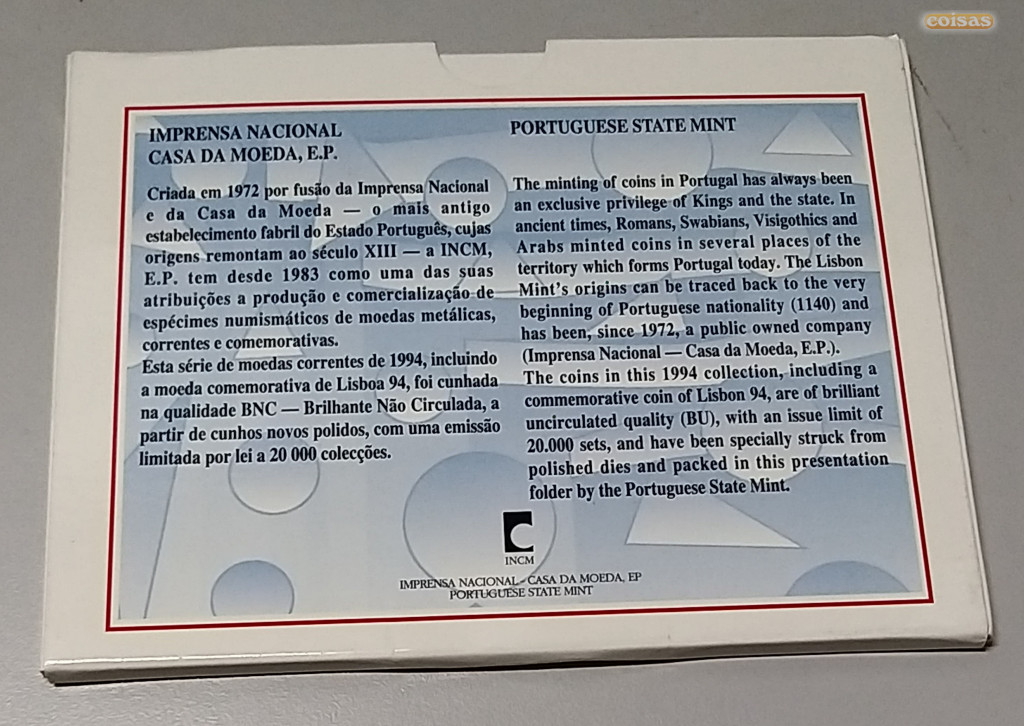 coisas
IMPRENSA NACIONAL
CASA DA MOEDA, E.P.
Criada em 1972 por fusão da Imprensa Nacional
e da Casa da Moeda — o mais antigo
estabelecimento fabril do Estado Português, cujas
origens remontam ao século XIII — a INCM,
E.P. tem desde 1983 como uma das suas
atribuições a produção e comercialização de
espécimes numismáticos de moedas metálicas,
correntes e comemorativas.
Esta série de moedas correntes de 1994, incluindo
a moeda comemorativa de Lisboa 94, foi cunhada
na qualidade BNC — Brilhante Não Circulada, a
partir de cunhos novos polidos, com uma emissão
limitada por lei a 20 000 colecções.
PORTUGUESE STATE MINT
The minting of coins in Portugal has always been
an exclusive privilege of Kings and the state. In
ancient times, Romans, Swabians, Visigothics and
Arabs minted coins in several places of the
territory which forms Portugal today. The Lisbon
Mint's origins can be traced back to the very
beginning of Portuguese nationality (1140) and
has been, since 1972, a public owned company
(Imprensa Nacional — Casa da Moeda, E.P.).
The coins in this 1994 collection, including a
commemorative coin of Lisbon 94, are of brilliant
uncirculated quality (BU), with an issue limit of
20.000 sets, and have been specially struck from
polished dies and packed in this presentation
folder by the Portuguese State Mint.
INCM
IMPRENSA NACIONAL - CASA DA MOEDA, EP
PORTUGUESE STATE MINT